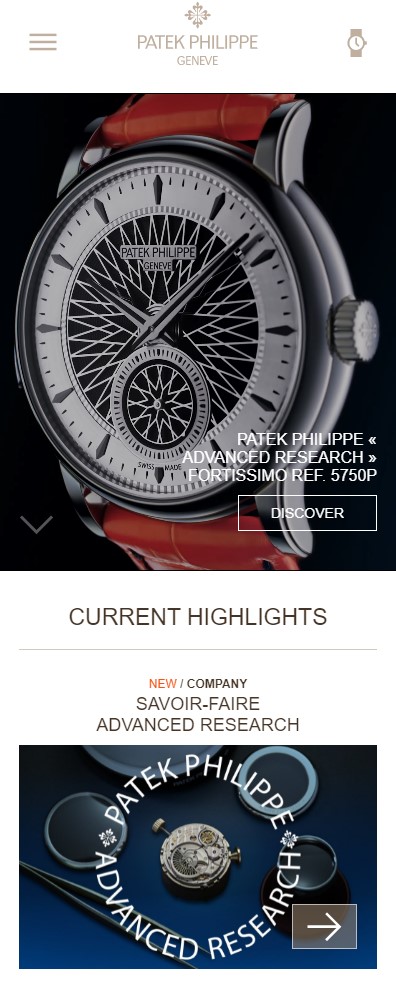 PATEK PHILIPPE
GENEVE
PATEK PHILIPPE
GENEVE
SWISS MADE
PATEK PHILIPPE «
ADVANCED RESEARCH »
FORTISSIMO REF. 5750P
DISCOVER
CURRENT HIGHLIGHTS
NEW / COMPANY
SAVOIR-FAIRE
ADVANCED RESEARCH
PATEK PHILIPPE
ADVANCED RESEARCH